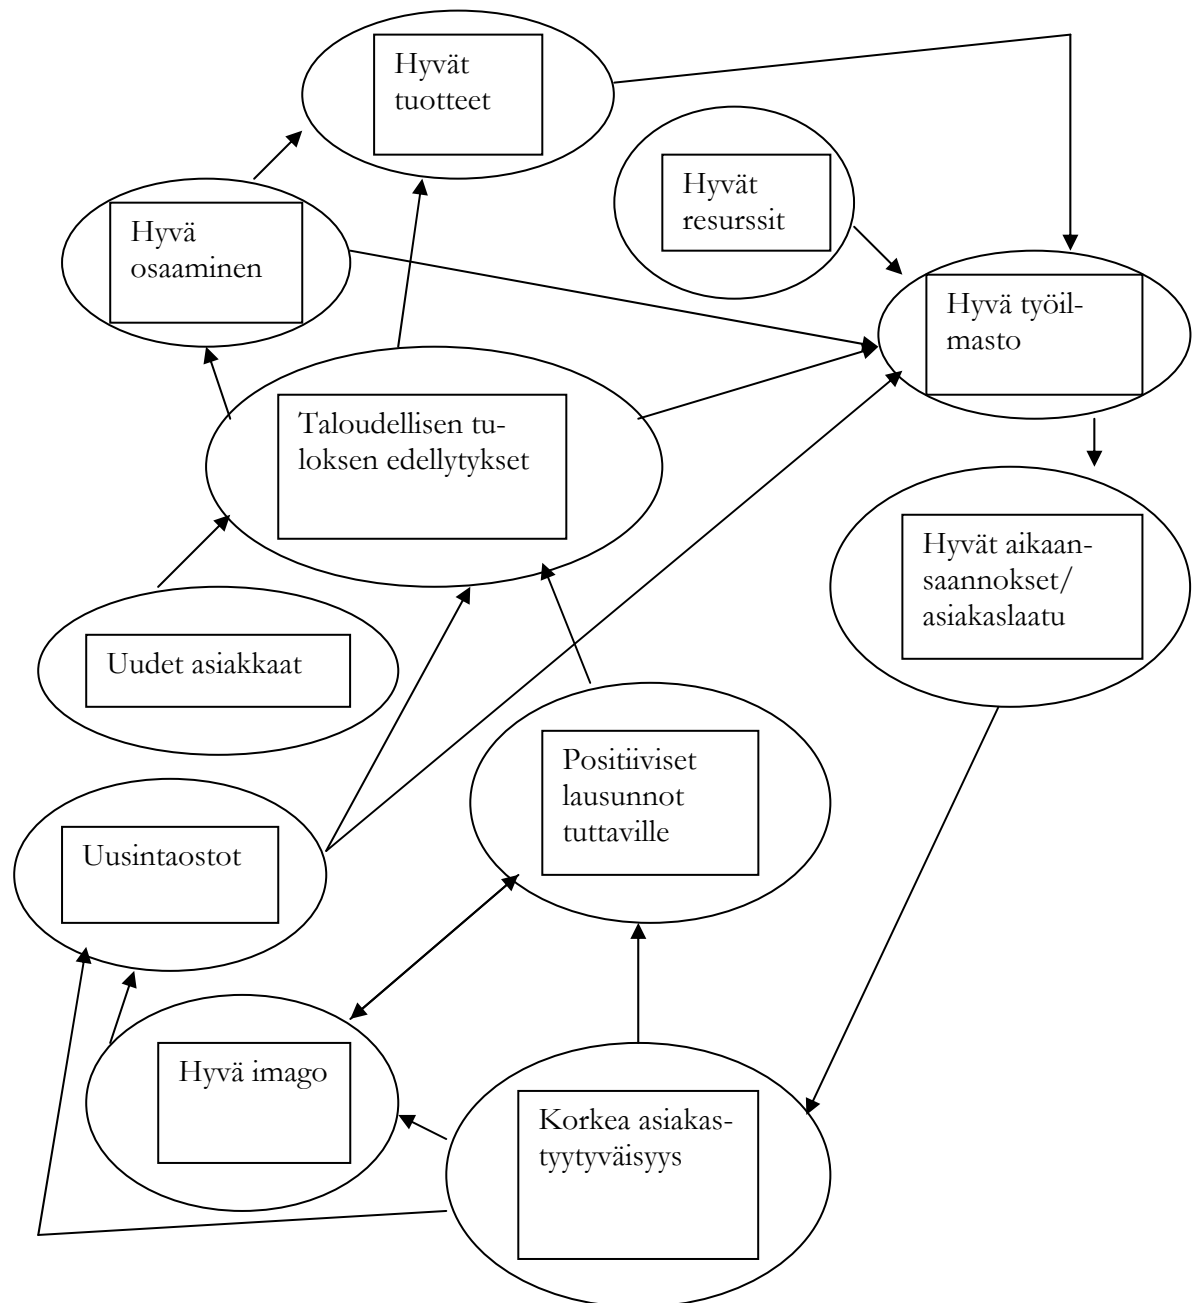 Hyvät
tuotteet
Hyvät
resurssit
Hyvä
osaaminen
Hyvä työil-
masto
Taloudellisen tu-
loksen edellytykset
Hyvät aikaan-
saannokset/
asiakaslaatu
Uudet asiakkaat
Positiiviset
lausunnot
tuttaville
Uusintaostot
Hyvä imago
Korkea asiakas-
tyytyväisyys